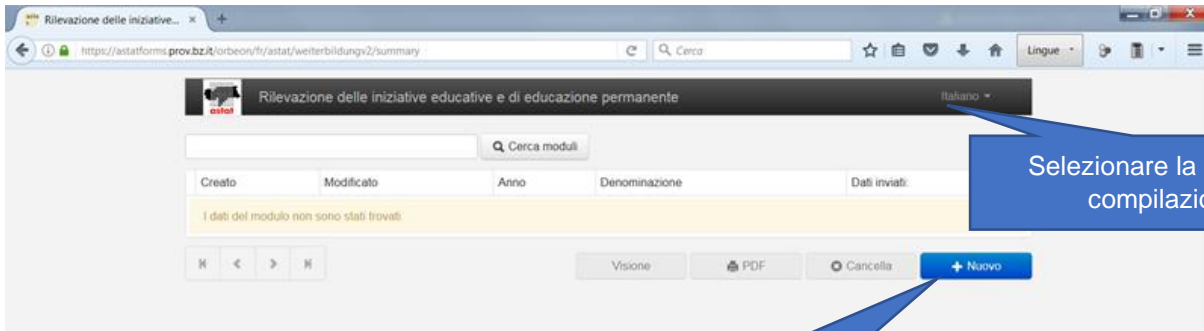 Rilevazione delle iniziative...
https://astatforms.prov.bz.it/orbeon/fr/astat/weiterbildungv2/summary
Cerca
Lingue
astat
Rilevazione delle iniziative educative e di educazione permanente
Italiano
Cerca moduli
Selezionare la
compilazio
Creato Modificato Anno Denominazione Dati inviati:
I dati del modulo non sono stati trovati.
Visione PDF Cancella + Nuovo